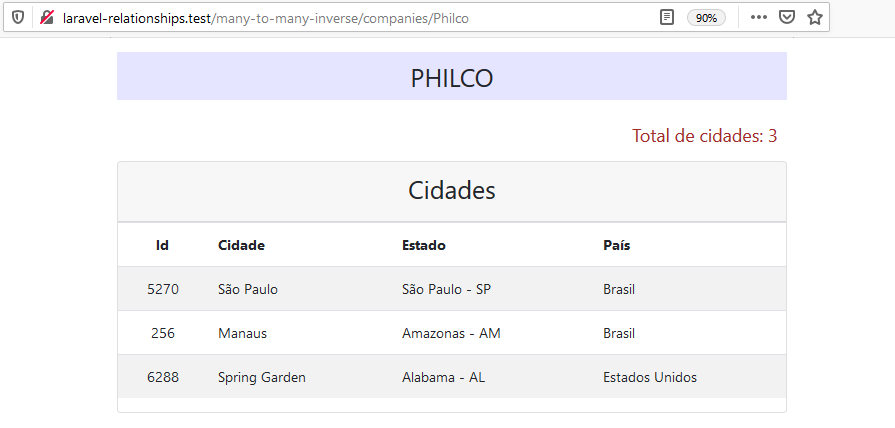 laravel-relationships.test/many-to-many-inverse/companies/Philco 90%
PHILCO
Total de cidades: 3
Cidades
Id Cidade Estado País
5270 São Paulo São Paulo - SP Brasil
256 Manaus Amazonas - AM Brasil
6288 Spring Garden Alabama - AL Estados Unidos